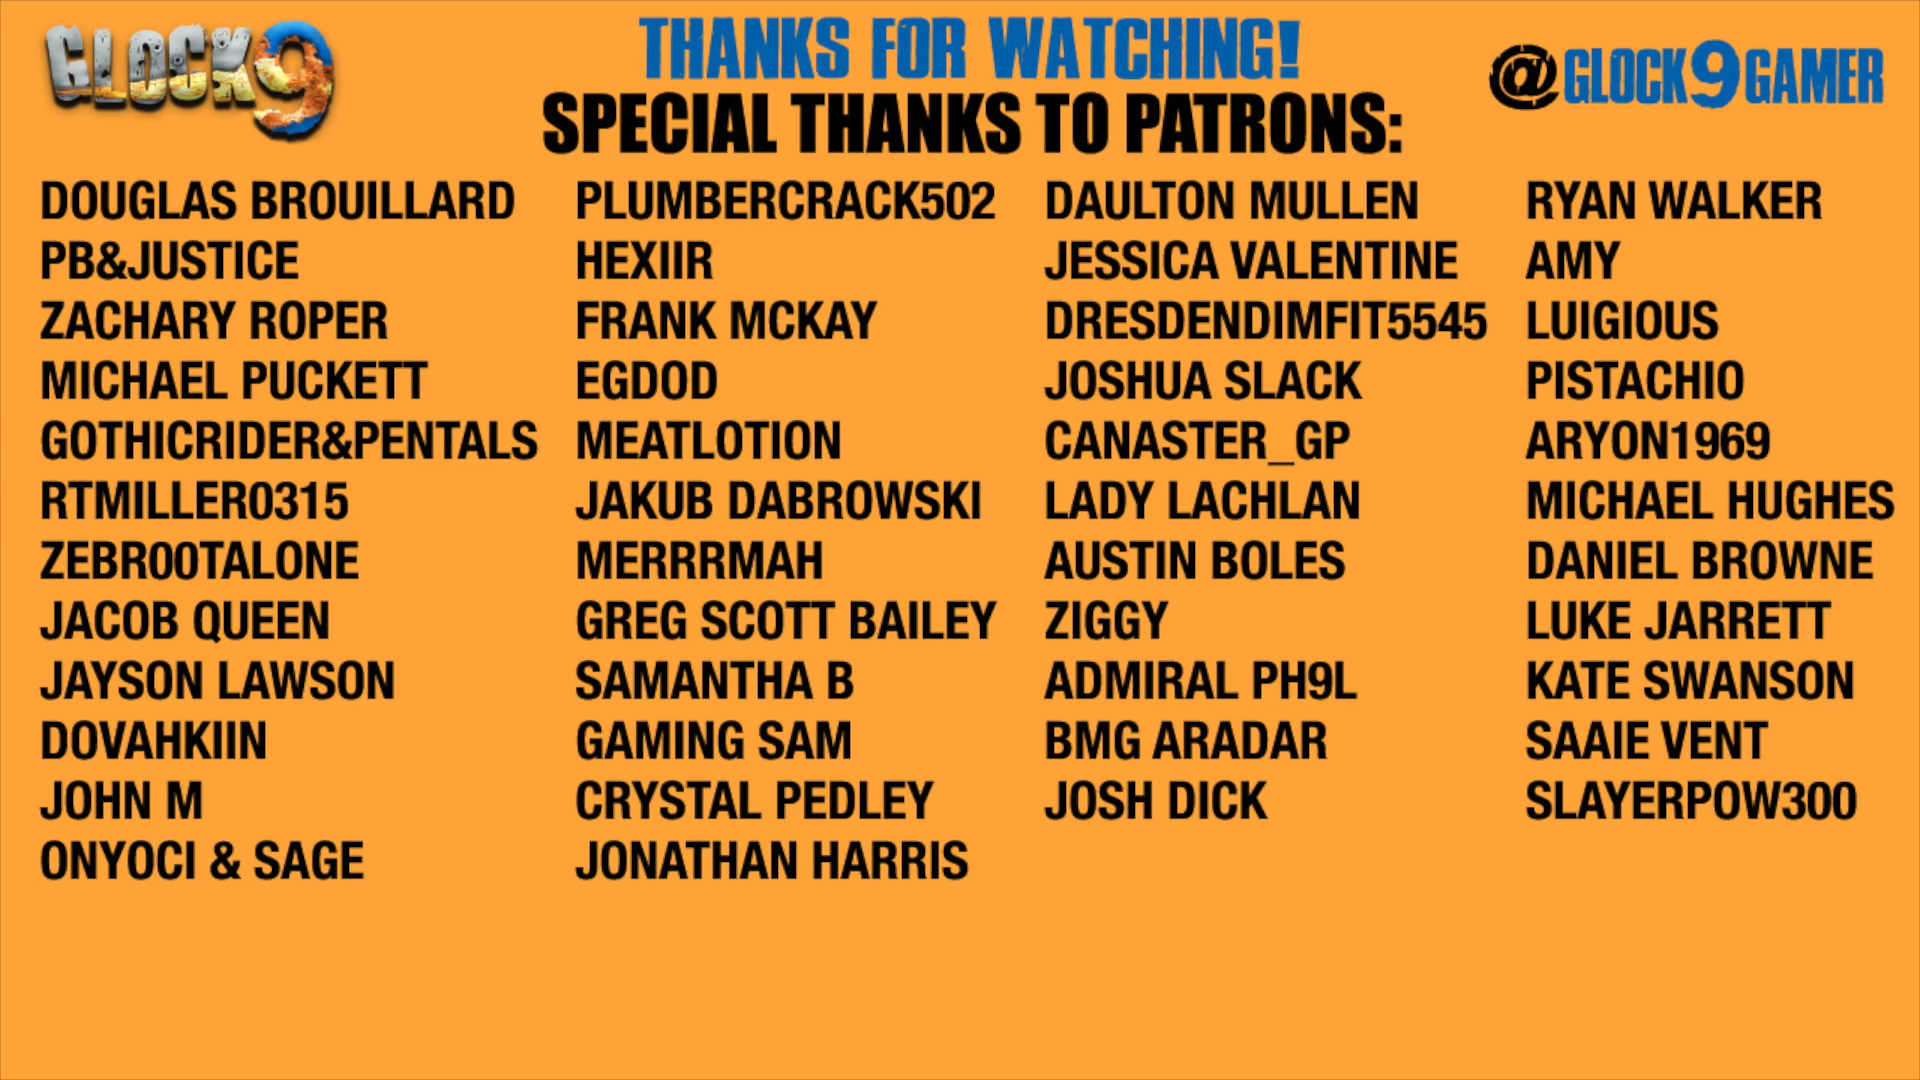 GLOCK9
THANKS FOR WATCHING!
@GLOCK9GAMER
SPECIAL THANKS TO PATRONS:
DOUGLAS BROUILLARD
PB&JUSTICE
ZACHARY ROPER
MICHAEL PUCKETT
GOTHICRIDER&PENTALS
RTMILLER0315
ZEBR00TALONE
JACOB QUEEN
JAYSON LAWSON
DOVAHKIIN
JOHN M
ONYOCI & SAGE
PLUMBERCRACK502
HEXIIR
FRANK MCKAY
EGDOD
MEATLOTION
JAKUB DABROWSKI
MERRRMAH
GREG SCOTT BAILEY
SAMANTHA B
GAMING SAM
CRYSTAL PEDLEY
JONATHAN HARRIS
DAULTON MULLEN
JESSICA VALENTINE
DRESDENDIMFIT5545
JOSHUA SLACK
CANASTER_GP
LADY LACHLAN
AUSTIN BOLES
ZIGGY
ADMIRAL PH9L
BMG ARADAR
JOSH DICK
RYAN WALKER
AMY
LUIGIOUS
PISTACHIO
ARYON1969
MICHAEL HUGHES
DANIEL BROWNE
LUKE JARRETT
KATE SWANSON
SAAIE VENT
SLAYERPOW300